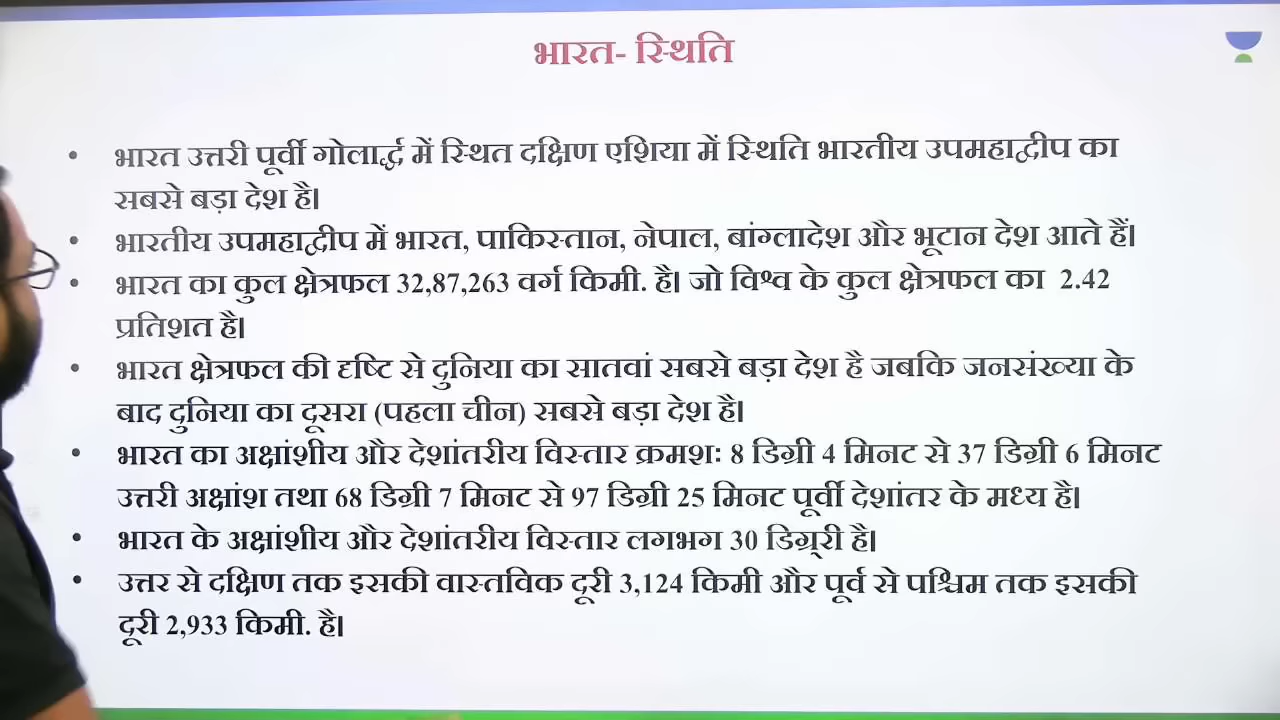 भारत- स्थिति
भारत उत्तरी पूर्वी गोलार्द्ध में स्थित दक्षिण एशिया में स्थिति भारतीय उपमहाद्वीप का
सबसे बड़ा देश है।
भारतीय उपमहाद्वीप में भारत, पाकिस्तान, नेपाल, बांग्लादेश और भूटान देश आते हैं।
भारत का कुल क्षेत्रफल 32,87,263 वर्ग किमी. है। जो विश्व के कुल क्षेत्रफल का 2.42
प्रतिशत है।
भारत क्षेत्रफल की दृष्टि से दुनिया का सातवां सबसे बड़ा देश है जबकि जनसंख्या के
बाद दुनिया का दूसरा (पहला चीन) सबसे बड़ा देश है।
भारत का अक्षांशीय और देशांतरीय विस्तार क्रमशः 8 डिग्री 4 मिनट से 37 डिग्री 6 मिनट
उत्तरी अक्षांश तथा 68 डिग्री 7 मिनट से 97 डिग्री 25 मिनट पूर्वी देशांतर के मध्य है।
भारत के अक्षांशीय और देशांतरीय विस्तार लगभग 30 डिग्र्री है।
उत्तर से दक्षिण तक इसकी वास्तविक दूरी 3,124 किमी और पूर्व से पश्चिम तक इसकी
दूरी 2,933 किमी. है।